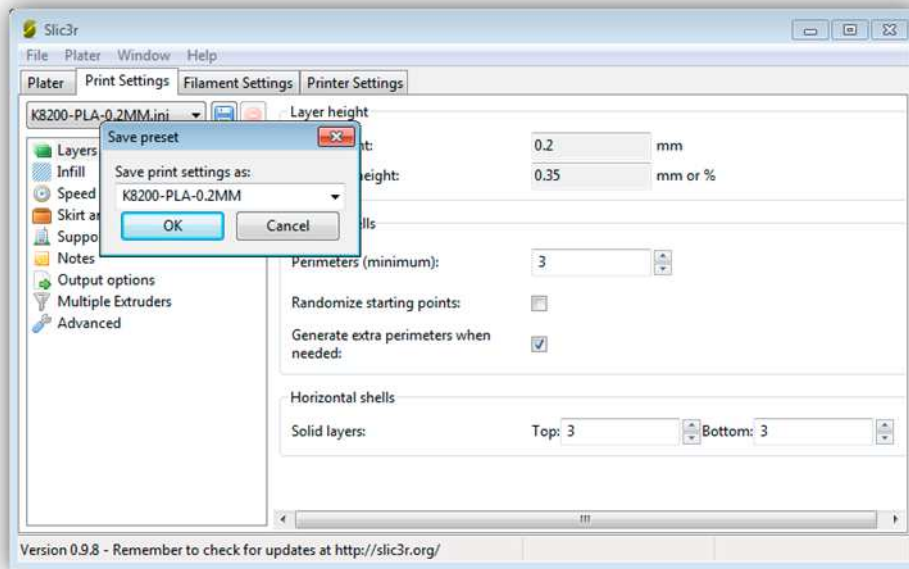 Slic3r
File Plater Window Help
Plater Print Settings Filament Settings Printer Settings
K8200-PLA-0.2MM.ini
Save preset
Save print settings as:
K8200-PLA-0.2MM
OK Cancel
Layers
Infill
Speed
Skirt
Notes
Output options
Multiple Extruders
Advanced
Layer height
0.2 mm
height: 0.35 mm or %
Perimeters (minimum): 3
Randomize starting points:
Generate extra perimeters when
needed:
Horizontal shells
Solid layers: Top: 3 Bottom: 3
Version 0.9.8 - Remember to check for updates at http://slic3r.org/